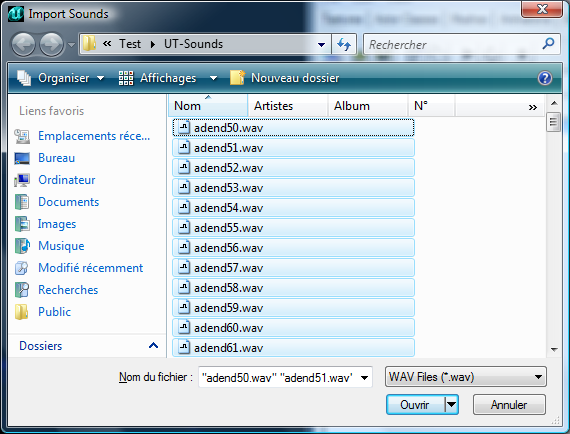 Import Sounds
« Test ▸ UT-Sounds
Rechercher
Organiser Affichages Nouveau dossier
Liens favoris
Emplacements réce...
Bureau
Ordinateur
Documents
Images
Musique
Modifié récemment
Recherches
Public
Dossiers
Nom Artistes Album N° »
adend50.wav
adend51.wav
adend52.wav
adend53.wav
adend54.wav
adend55.wav
adend56.wav
adend57.wav
adend58.wav
adend59.wav
adend60.wav
adend61.wav
Nom du fichier : "adend50.wav" "adend51.wav' WAV Files (*.wav)
Ouvrir Annuler